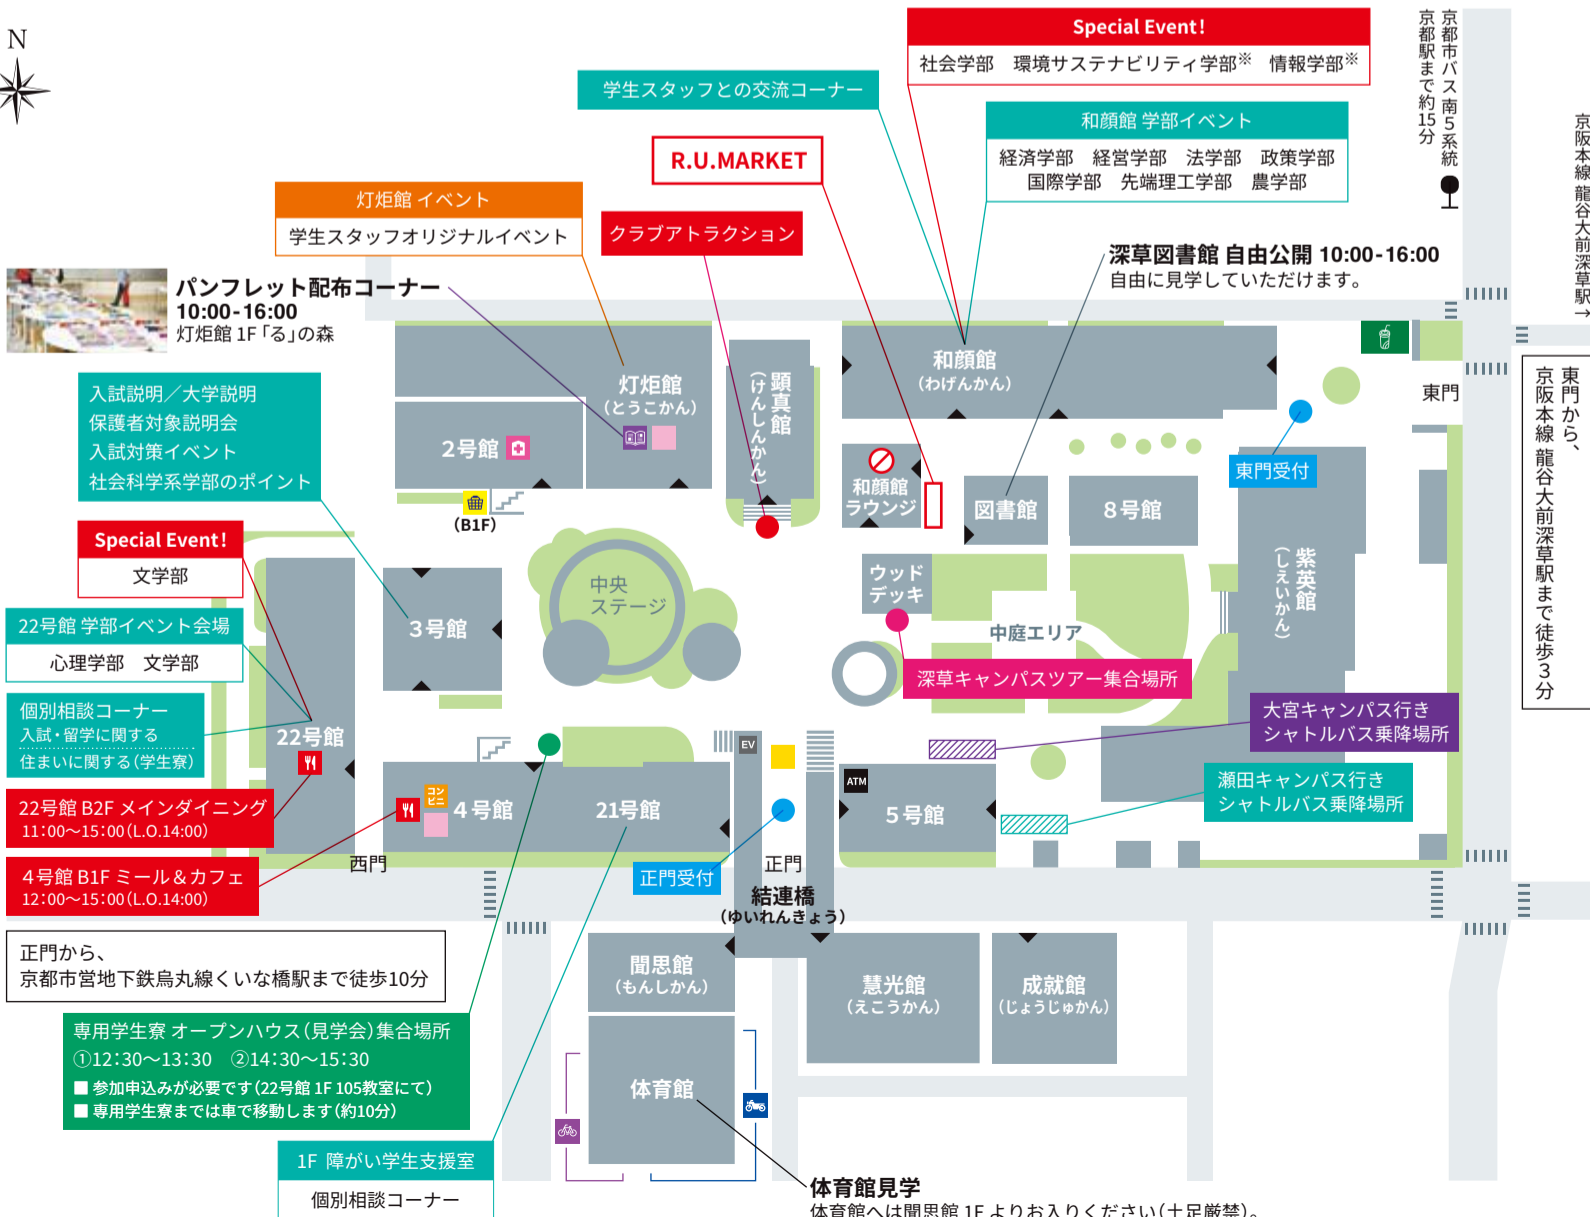 N
Special Event!
社会学部　環境サステナビリティ学部※　情報学部※
学生スタッフとの交流コーナー
和顔館 学部イベント
経済学部　経営学部　法学部　政策学部
国際学部　先端理工学部　農学部
R.U.MARKET
京都市バス 南5系統
京都駅まで約15分
京阪本線 龍谷大前深草駅→
灯炬館 イベント
学生スタッフオリジナルイベント
クラブアトラクション
深草図書館 自由公開 10:00-16:00
自由に見学していただけます。
パンフレット配布コーナー
10:00-16:00
灯炬館 1F「る」の森
入試説明／大学説明
保護者対象説明会
入試対策イベント
社会科学系学部のポイント
灯炬館
（とうこかん）
2号館
（B1F）
顕真館
（けんしんかん）
和顔館
（わげんかん）
和顔館
ラウンジ
図書館
8号館
東門
東門受付
東門から、
京阪本線 龍谷大前深草駅まで徒歩3分
紫英館
（しえいかん）
Special Event!
文学部
22号館 学部イベント会場
心理学部　文学部
個別相談コーナー
入試・留学に関する
住まいに関する（学生寮）
22号館
3号館
中央
ステージ
ウッド
デッキ
中庭エリア
深草キャンパスツアー集合場所
大宮キャンパス行き
シャトルバス乗降場所
瀬田キャンパス行き
シャトルバス乗降場所
22号館 B2F メインダイニング
11:00〜15:00（L.O.14:00）
4号館 B1F ミール＆カフェ
12:00〜15:00（L.O.14:00）
コンビニ
4号館
21号館
EV
ATM
5号館
西門
正門受付
正門
結連橋
（ゆいれんきょう）
正門から、
京都市営地下鉄烏丸線くいな橋駅まで徒歩10分
専用学生寮 オープンハウス（見学会）集合場所
①12:30〜13:30　②14:30〜15:30
■ 参加申込みが必要です（22号館 1F 105教室にて）
■ 専用学生寮までは車で移動します（約10分）
聞思館
（もんしかん）
慧光館
（えこうかん）
成就館
（じょうじゅかん）
体育館
1F 障がい学生支援室
個別相談コーナー
体育館見学
体育館へは聞思館 1F よりお入りください（土足厳禁）。